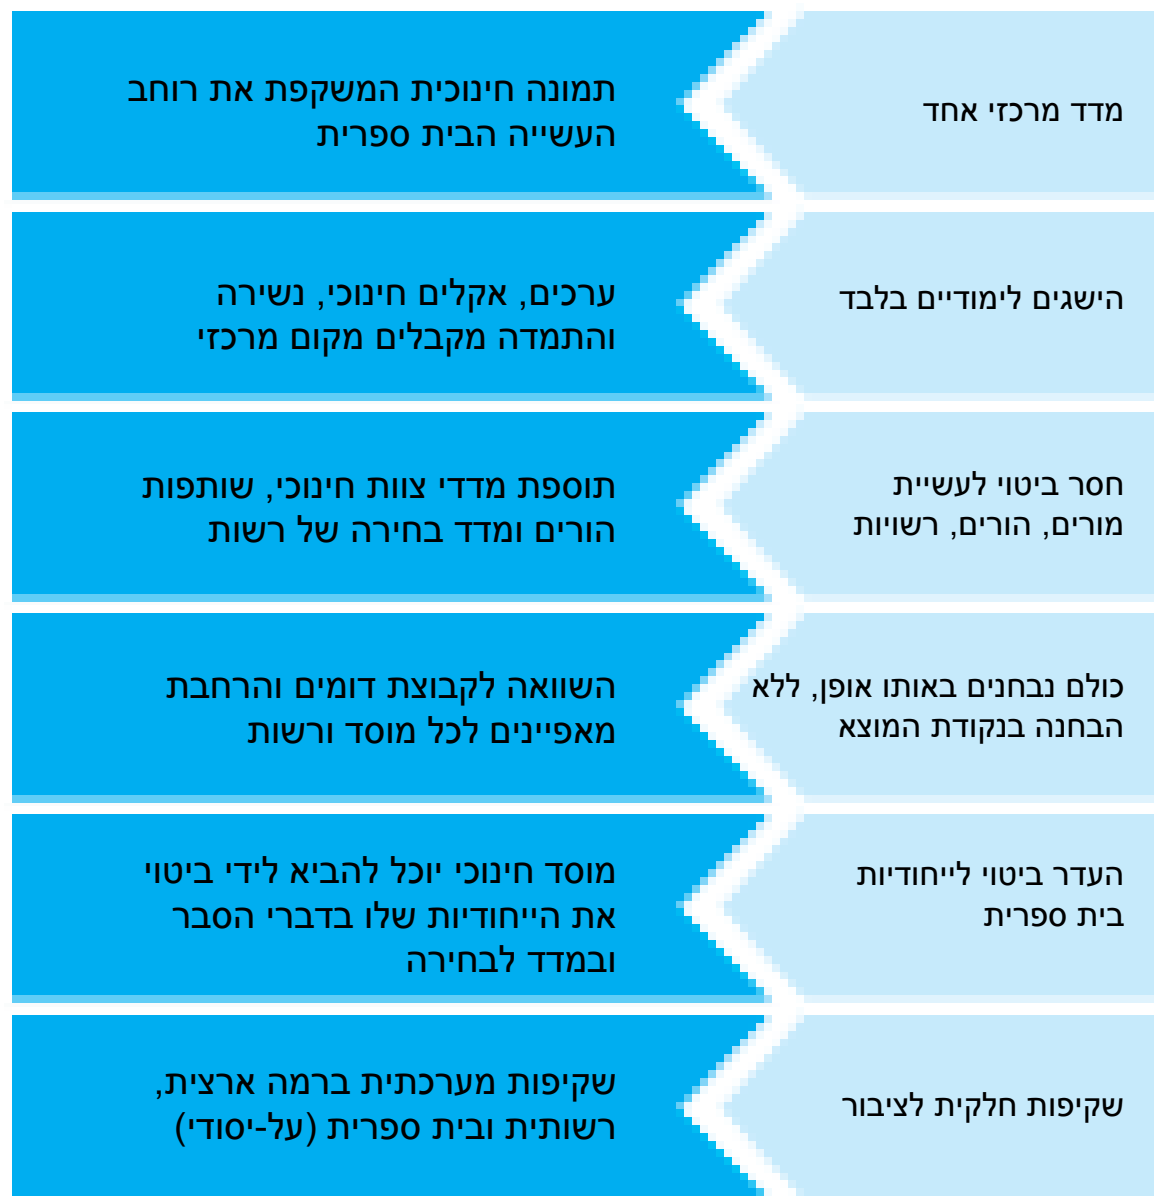 מדד מרכזי אחד
תמונה חינוכית המשקפת את רוחב
העשייה הבית ספרית
הישגים לימודיים בלבד
ערכים, אקלים חינוכי, נשירה
והתמדה מקבלים מקום מרכזי
חסר ביטוי לעשיית
מורים, הורים, רשויות
תוספת מדדי צוות חינוכי, שותפות
הורים ומדד בחירה של רשות
כולם נבחנים באותו אופן, ללא
הבחנה בנקודת המוצא
השוואה לקבוצת דומים והרחבת
מאפיינים לכל מוסד ורשות
העדר ביטוי לייחודיות
בית ספרית
מוסד חינוכי יוכל להביא לידי ביטוי
את הייחודיות שלו בדברי הסבר
ובמדד לבחירה
שקיפות חלקית לציבור
שקיפות מערכתית ברמה ארצית,
רשותית ובית ספרית (על-יסודי)